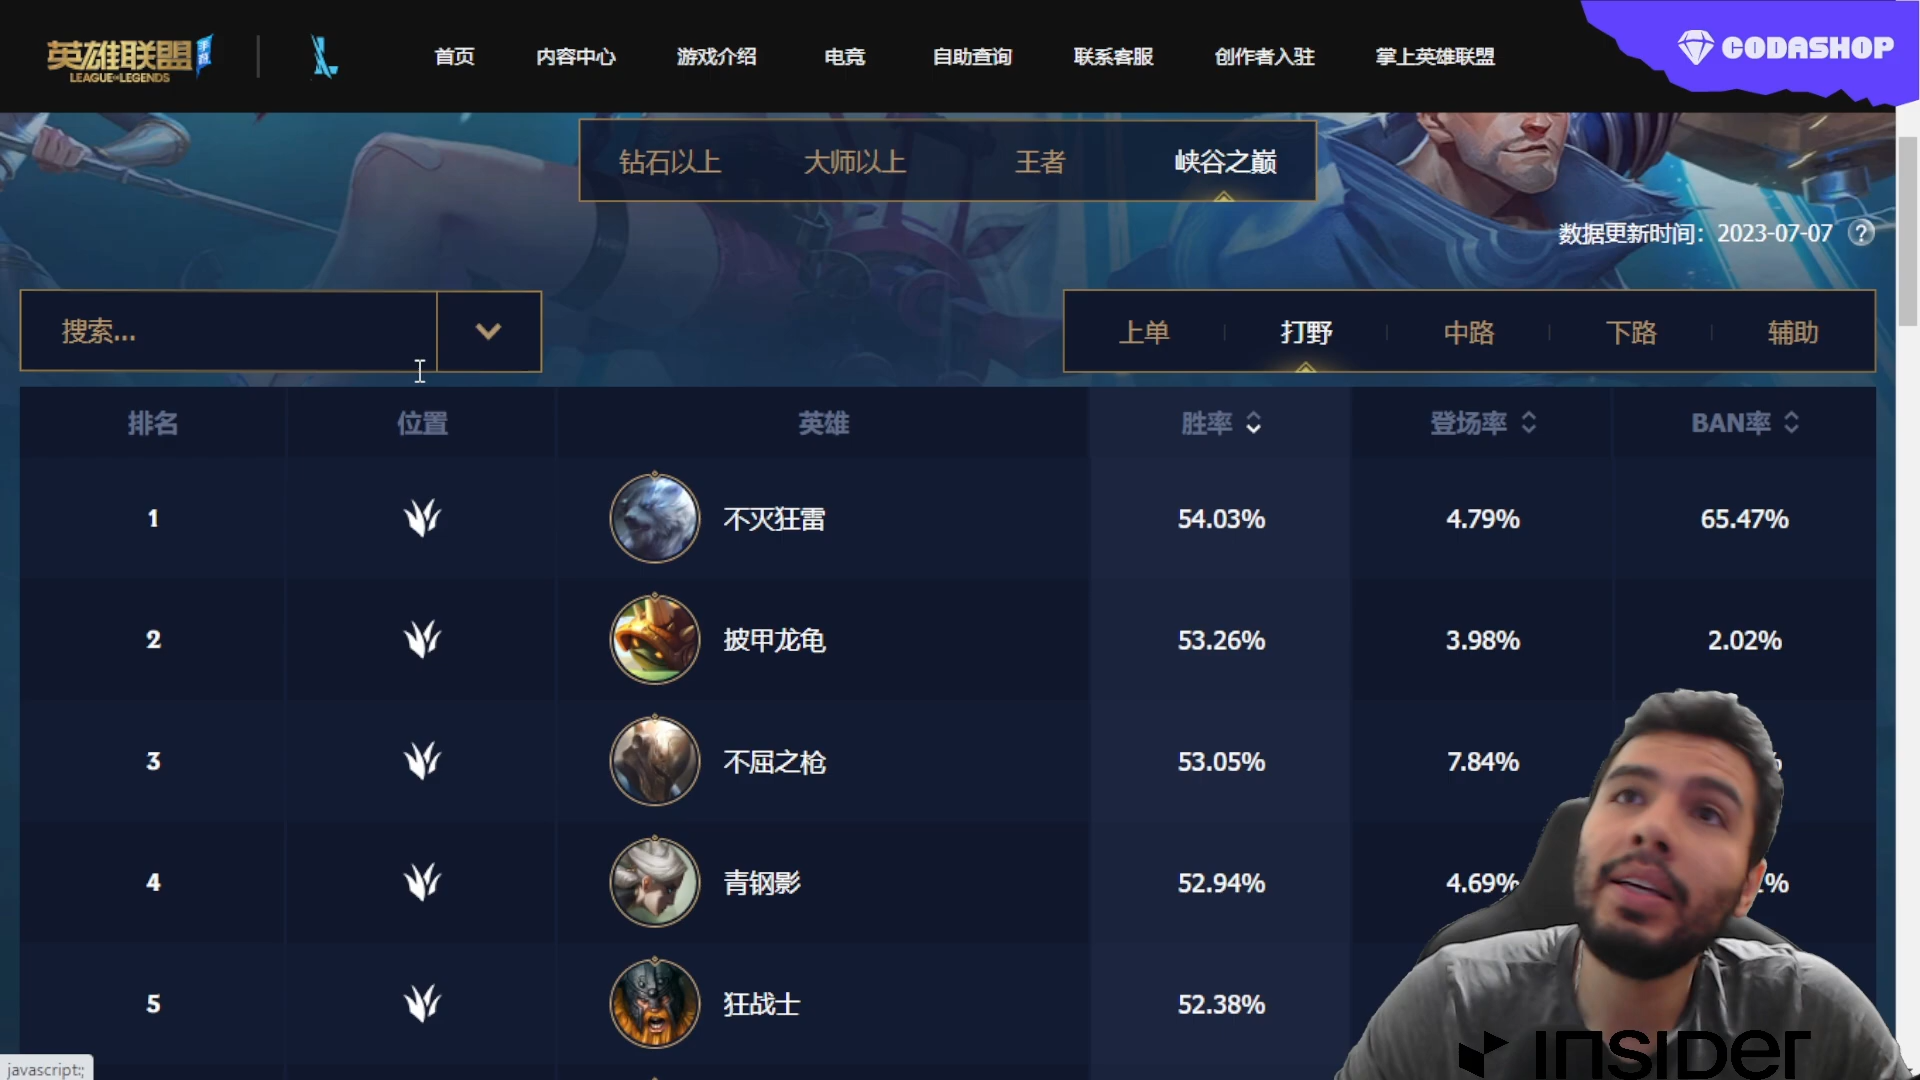 英雄联盟
手游
LEAGUE OF LEGENDS
首页
内容中心
游戏介绍
电竞
自助查询
联系客服
创作者入驻
掌上英雄联盟
CODASHOP
钻石以上
大师以上
王者
峡谷之巅
数据更新时间：2023-07-07 ?
搜索...
上单
打野
中路
下路
辅助
排名 位置 英雄 胜率 登场率 BAN率
1 不灭狂雷 54.03% 4.79% 65.47%
2 披甲龙龟 53.26% 3.98% 2.02%
3 不屈之枪 53.05% 7.84%
4 青钢影 52.94% 4.69%
5 狂战士 52.38%
javascript:;
INSIDER